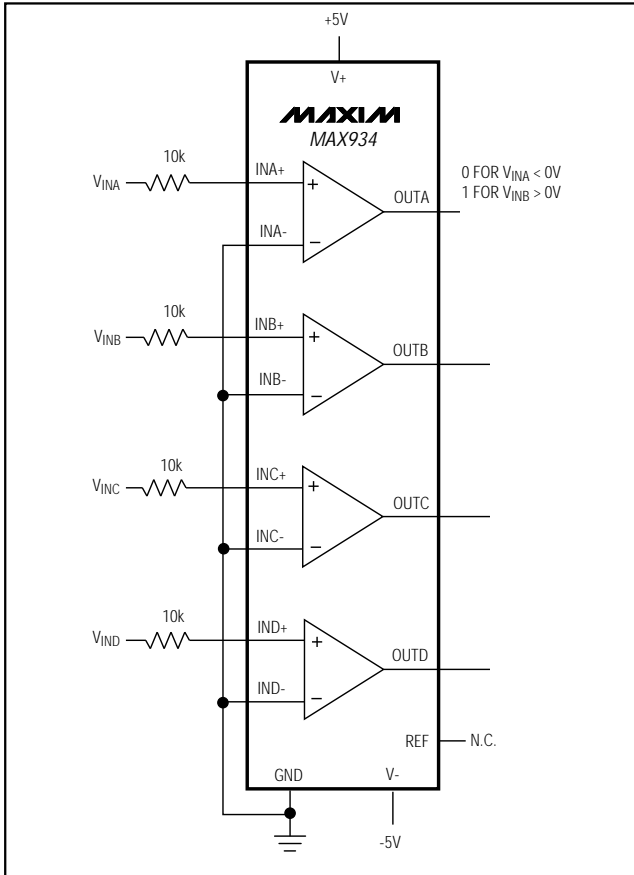 +5V
V+
MAXIM
MAX934
10k
VINA
INA+
+
OUTA
0 FOR VINA < 0V
1 FOR VINB > 0V
INA-
−
10k
VINB
INB+
+
OUTB
INB-
−
10k
VINC
INC+
+
OUTC
INC-
−
10k
VIND
IND+
+
OUTD
IND-
−
REF
N.C.
GND
V-
-5V